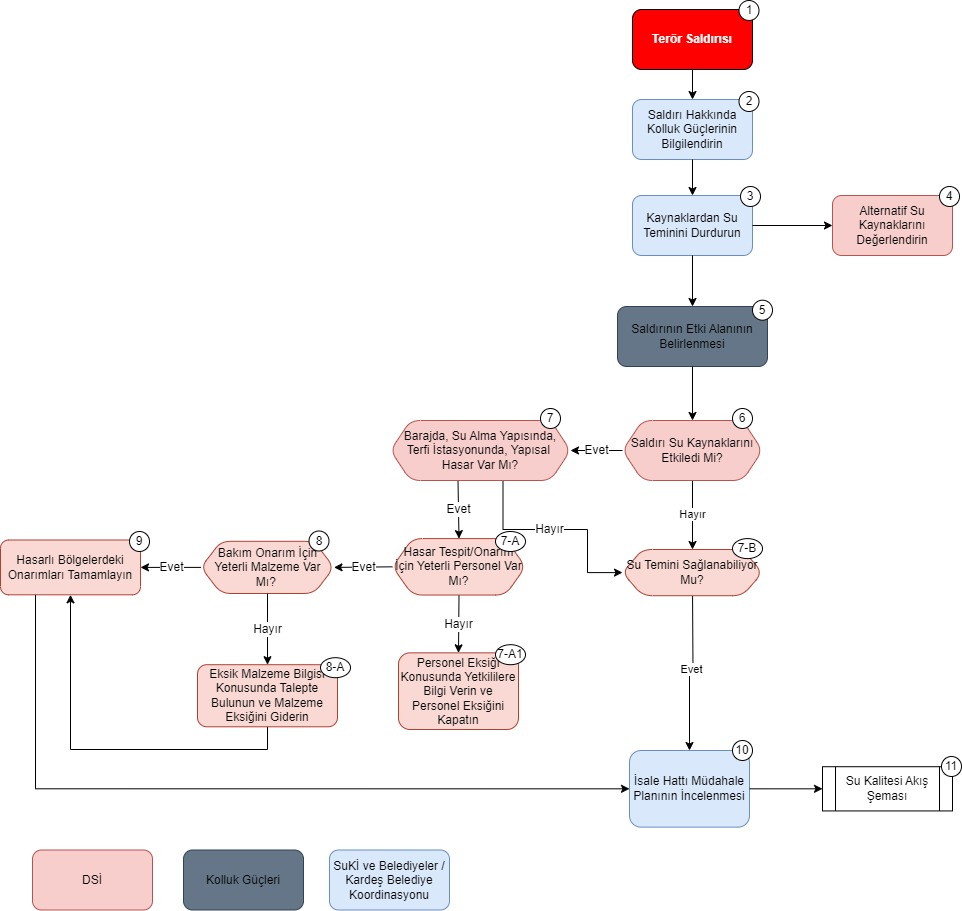 1
Terör Saldırısı
2
Saldırı Hakkında
Kolluk Güçlerinin
Bilgilendirin
3
Kaynaklardan Su
Teminini Durdurun
4
Alternatif Su
Kaynaklarını
Değerlendirin
5
Saldırının Etki Alanının
Belirlenmesi
6
Saldırı Su Kaynaklarını
Etkiledi Mi?
Evet
Hayır
7
Barajda, Su Alma Yapısında,
Terfi İstasyonunda, Yapısal
Hasar Var Mı?
Evet
Hayır
7-A
Hasar Tespit/Onarım
İçin Yeterli Personel Var
Mı?
Evet
Hayır
7-B
Su Temini Sağlanabiliyor
Mu?
Evet
8
Bakım Onarım İçin
Yeterli Malzeme Var
Mı?
Evet
Hayır
9
Hasarlı Bölgelerdeki
Onarımları Tamamlayın
8-A
Eksik Malzeme Bilgisi
Konusunda Talepte
Bulunun ve Malzeme
Eksiğini Giderin
7-A1
Personel Eksiği
Konusunda Yetkililere
Bilgi Verin ve
Personel Eksiğini
Kapatın
10
İsale Hattı Müdahale
Planının İncelenmesi
11
Su Kalitesi Akış
Şeması
DSİ
Kolluk Güçleri
SuKİ ve Belediyeler /
Kardeş Belediye
Koordinasyonu